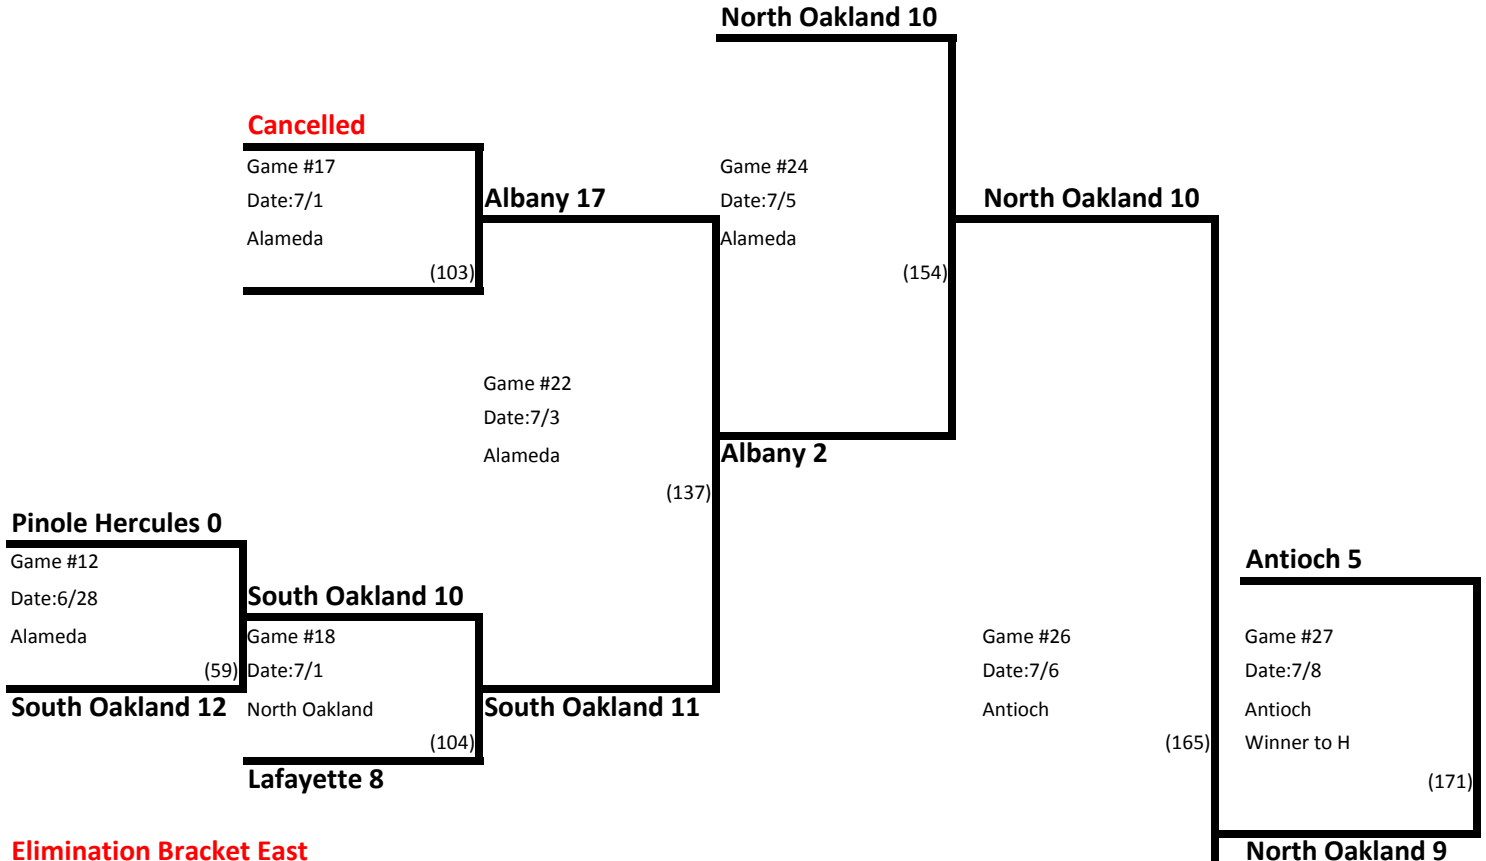 North Oakland 10
Cancelled
Game #17
Date:7/1
Alameda
(103)
Albany 17
Game #24
Date:7/5
Alameda
(154)
North Oakland 10
Game #22
Date:7/3
Alameda
(137)
Albany 2
Pinole Hercules 0
Game #12
Date:6/28
Alameda
(59)
South Oakland 12
South Oakland 10
Game #18
Date:7/1
North Oakland
(104)
Lafayette 8
South Oakland 11
Game #26
Date:7/6
Antioch
(165)
Antioch 5
Game #27
Date:7/8
Antioch
Winner to H
(171)
North Oakland 9
Elimination Bracket East